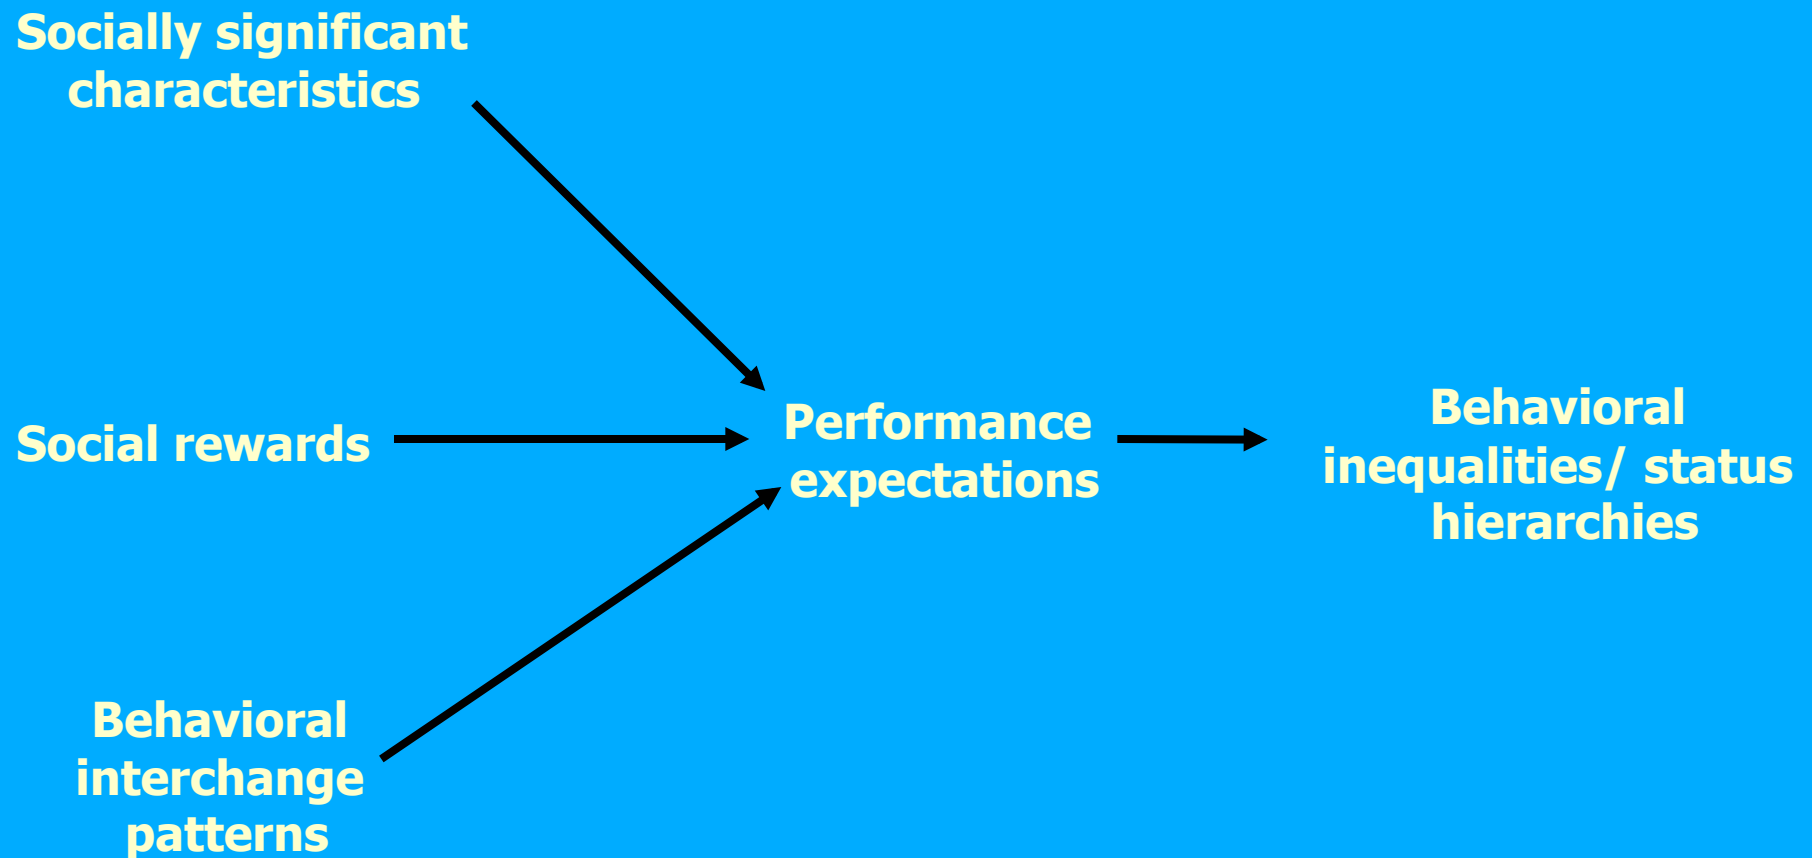 Socially significant
characteristics
Social rewards
Performance
expectations
Behavioral
inequalities/ status
hierarchies
Behavioral
interchange
patterns